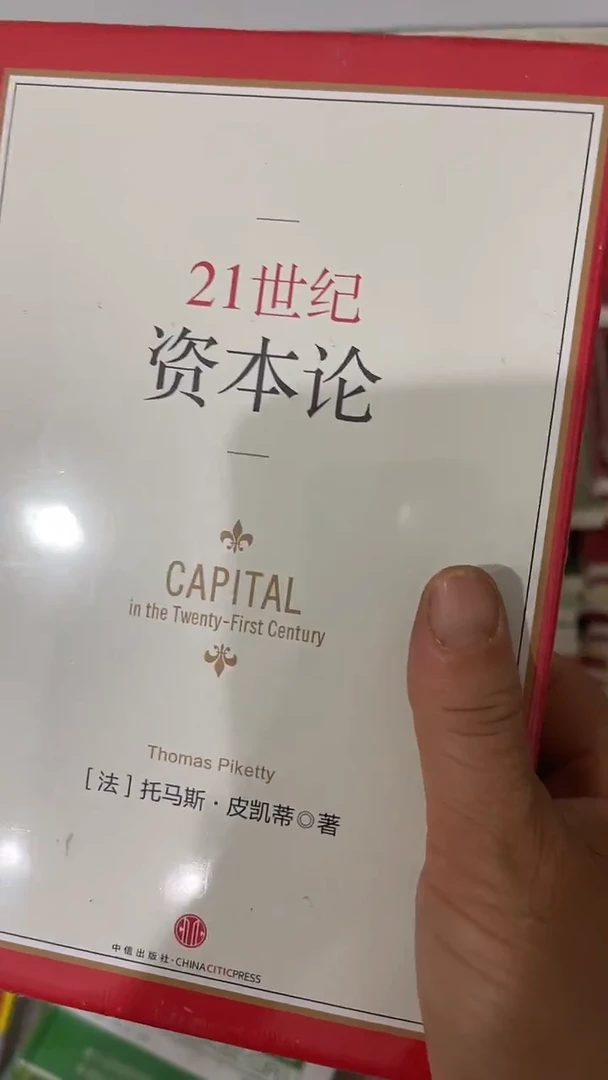 21世纪
资本论
CAPITAL
in the Twenty-First Century
Thomas Piketty
[法]托马斯·皮凯蒂◎著
中信出版社·CHINACITICPRESS